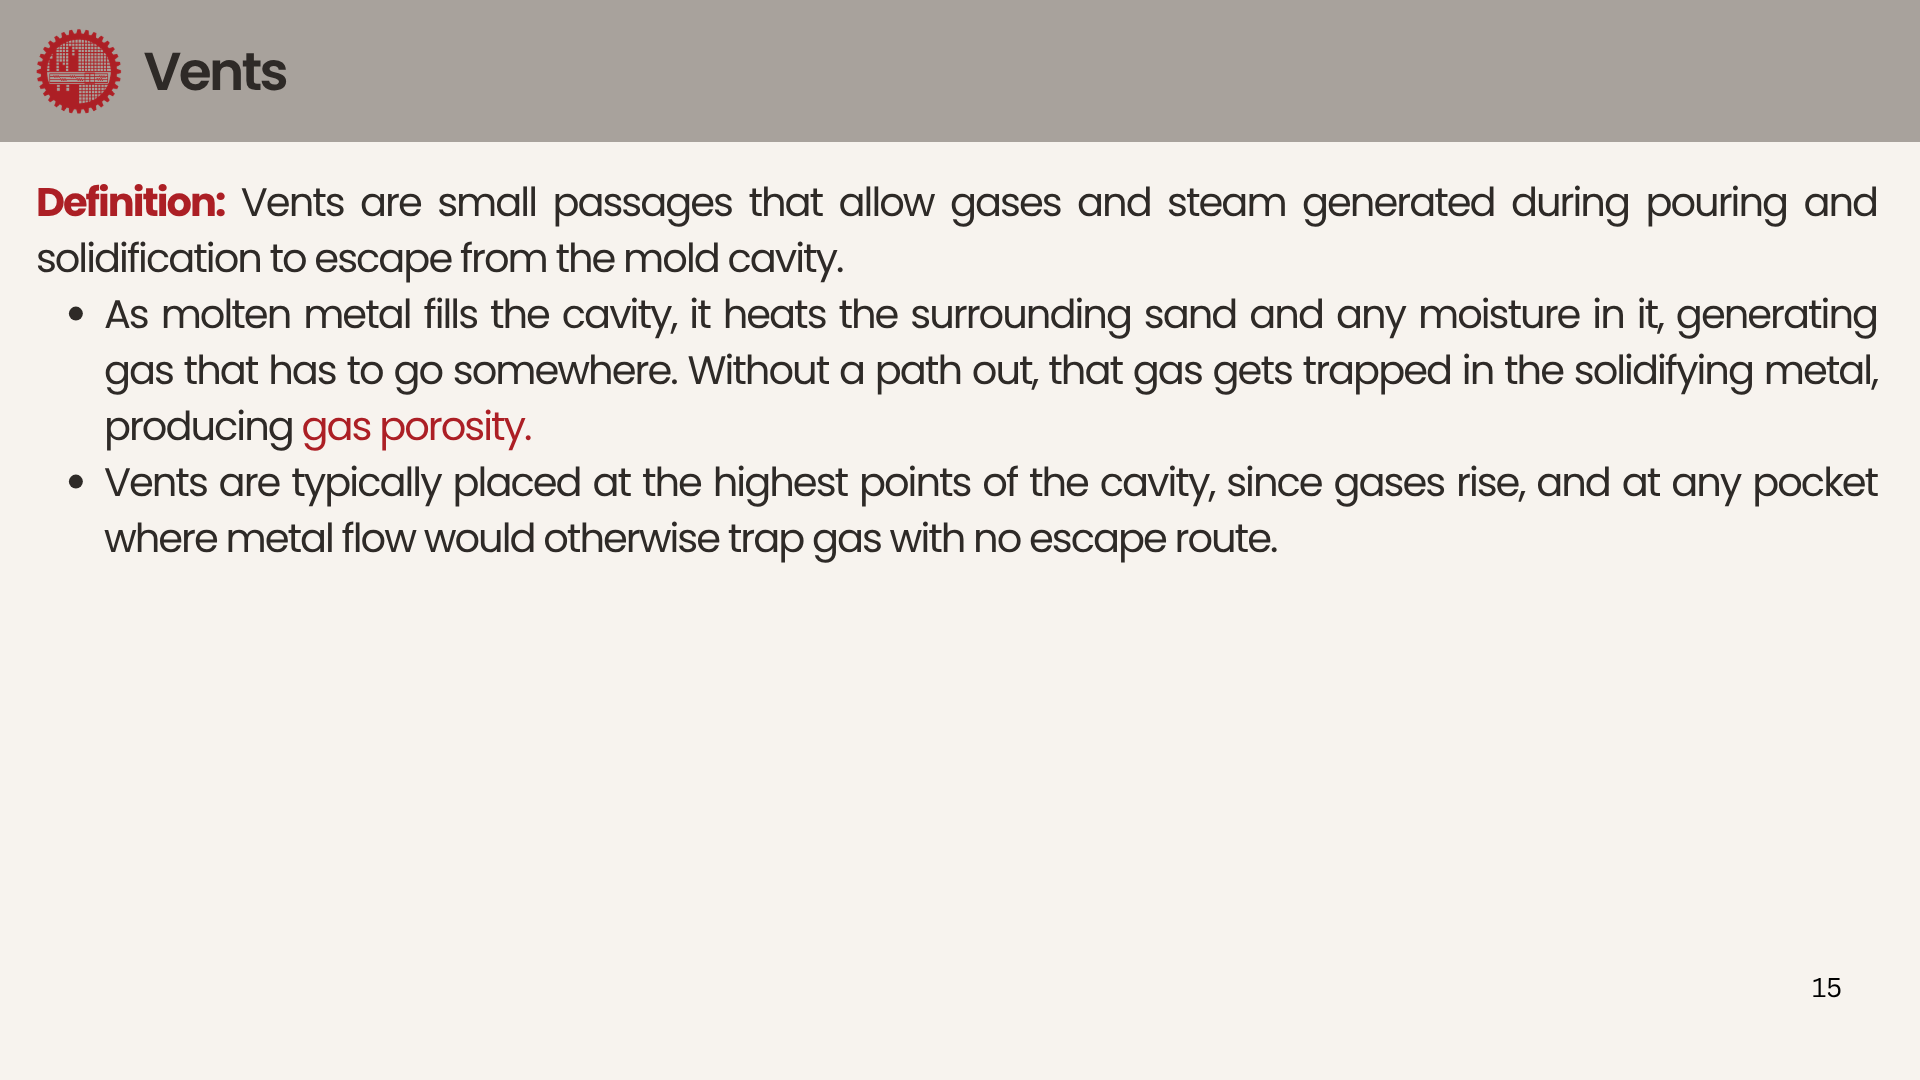 Vents
Definition: Vents are small passages that allow gases and steam generated during pouring and
solidification to escape from the mold cavity.
• As molten metal fills the cavity, it heats the surrounding sand and any moisture in it, generating
gas that has to go somewhere. Without a path out, that gas gets trapped in the solidifying metal,
producing gas porosity.
• Vents are typically placed at the highest points of the cavity, since gases rise, and at any pocket
where metal flow would otherwise trap gas with no escape route.
15